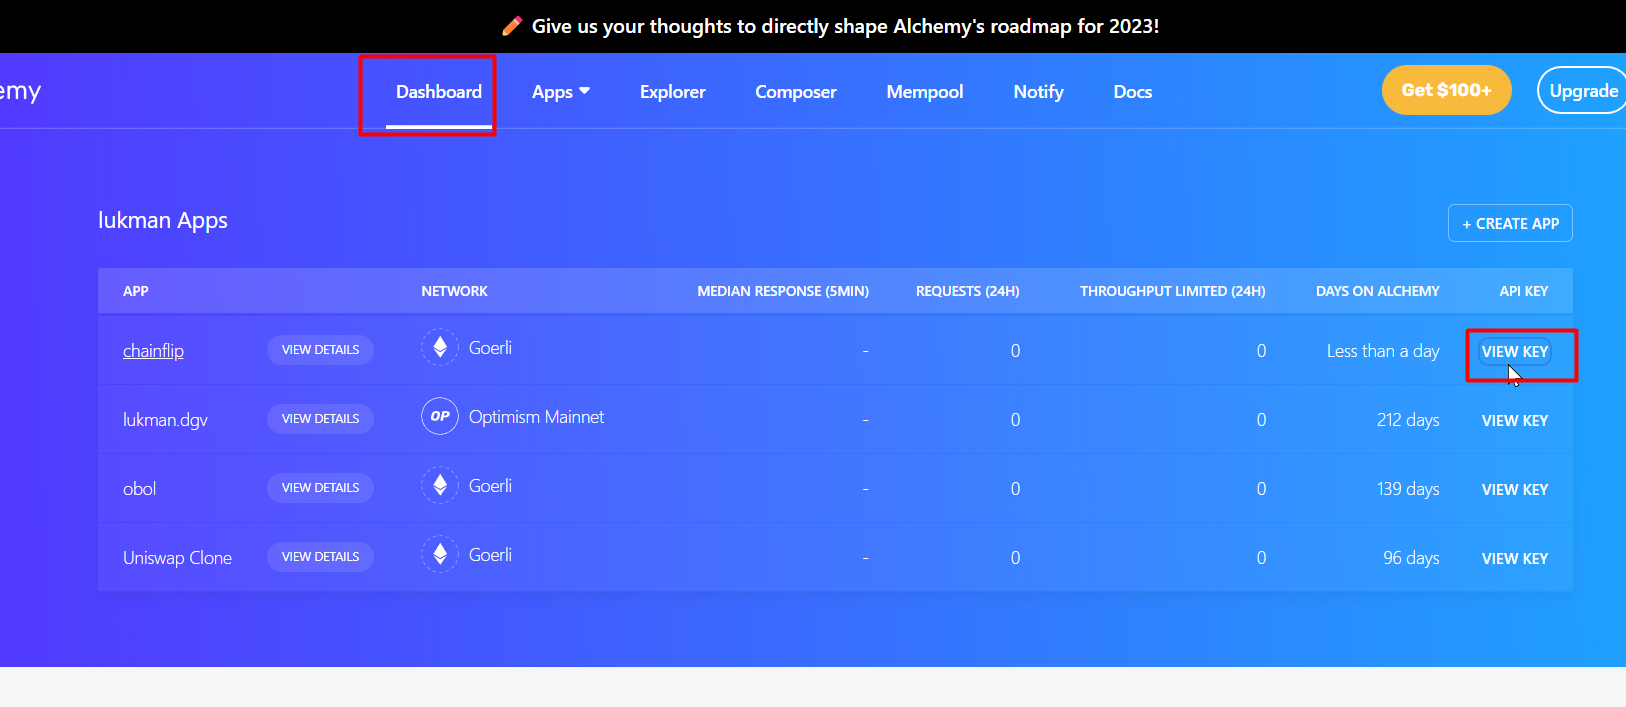 Give us your thoughts to directly shape Alchemy's roadmap for 2023!
emy Dashboard Apps Explorer Composer Mempool Notify Docs Get $100+ Upgrade
lukman Apps + CREATE APP
APP NETWORK MEDIAN RESPONSE (5MIN) REQUESTS (24H) THROUGHPUT LIMITED (24H) DAYS ON ALCHEMY API KEY
chainflip VIEW DETAILS Goerli - 0 0 Less than a day VIEW KEY
lukman.dgv VIEW DETAILS OP Optimism Mainnet - 0 0 212 days VIEW KEY
obol VIEW DETAILS Goerli - 0 0 139 days VIEW KEY
Uniswap Clone VIEW DETAILS Goerli - 0 0 96 days VIEW KEY